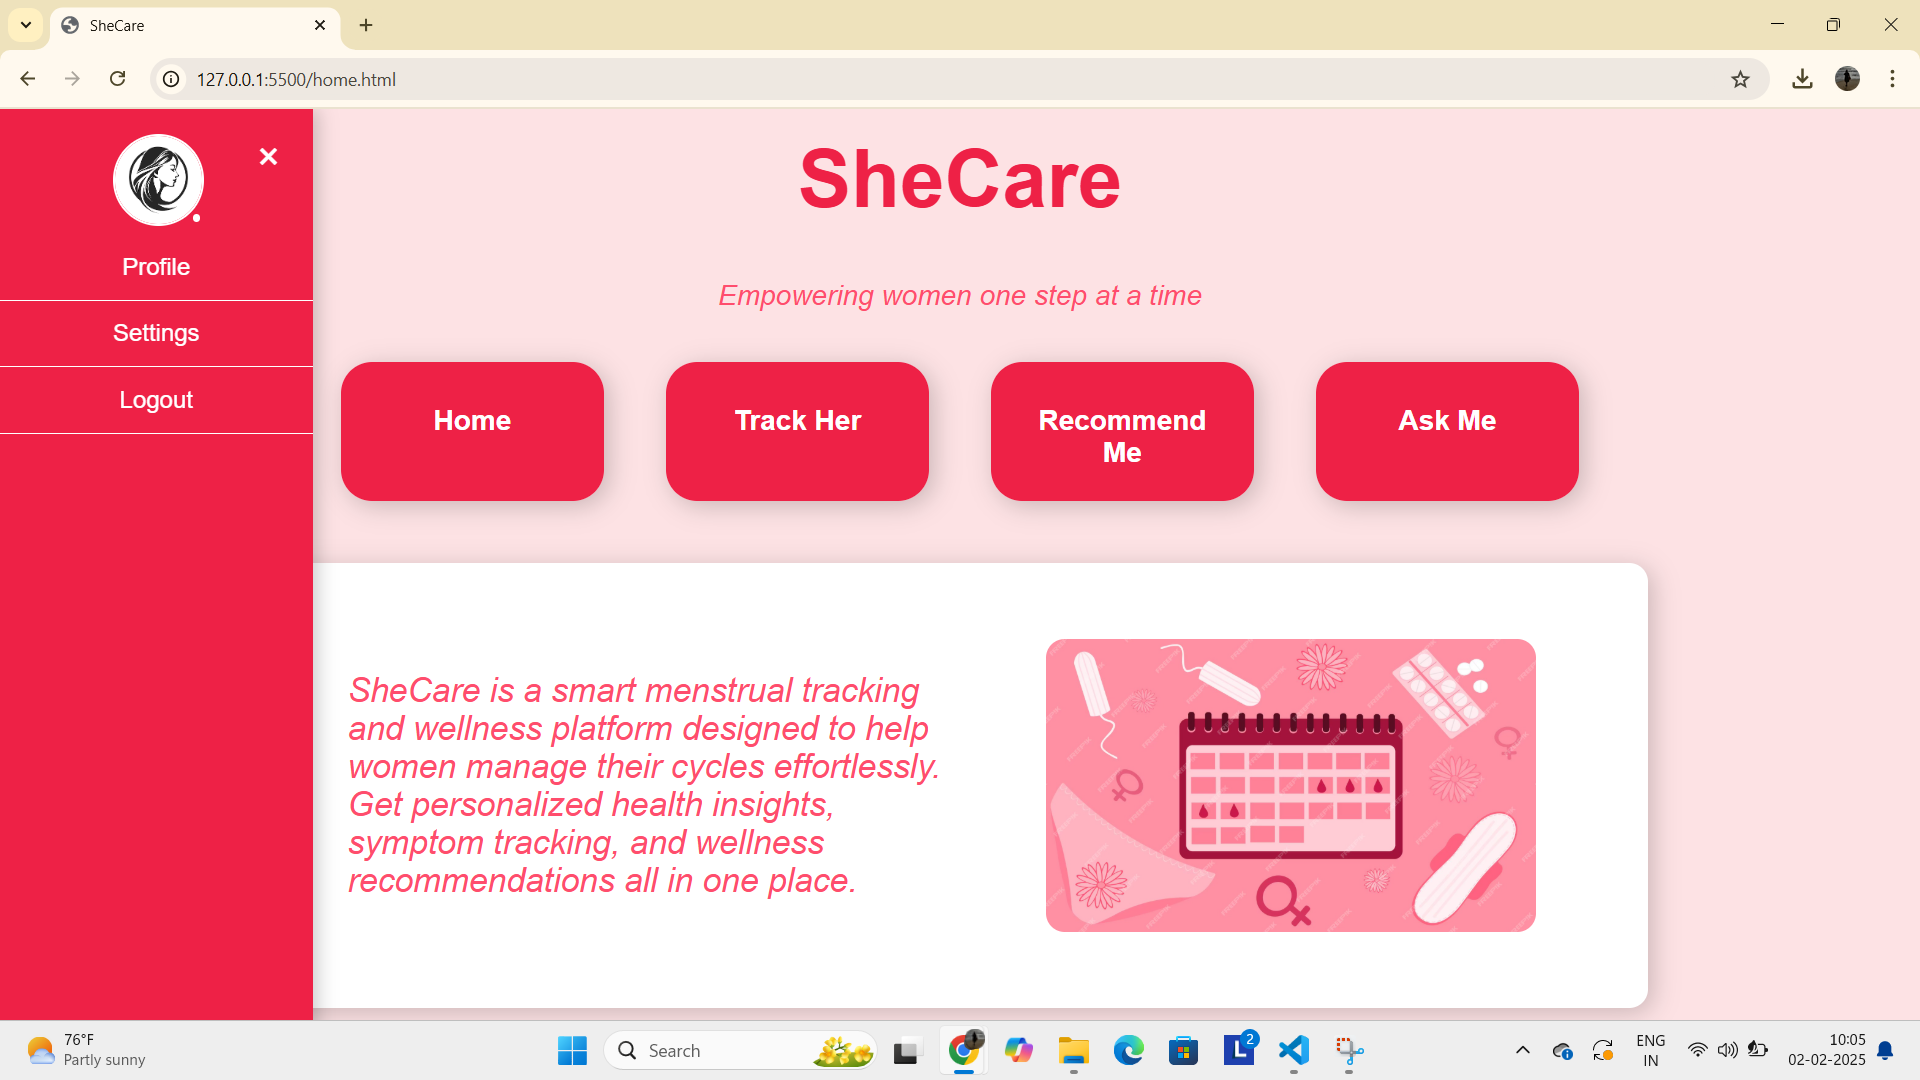 SheCare
127.0.0.1:5500/home.html
SheCare
Empowering women one step at a time
Profile
Settings
Logout
Home
Track Her
Recommend
Me
Ask Me
SheCare is a smart menstrual tracking
and wellness platform designed to help
women manage their cycles effortlessly.
Get personalized health insights,
symptom tracking, and wellness
recommendations all in one place.
76°F
Partly sunny
Search
L
2
ENG
IN
10:05
02-02-2025